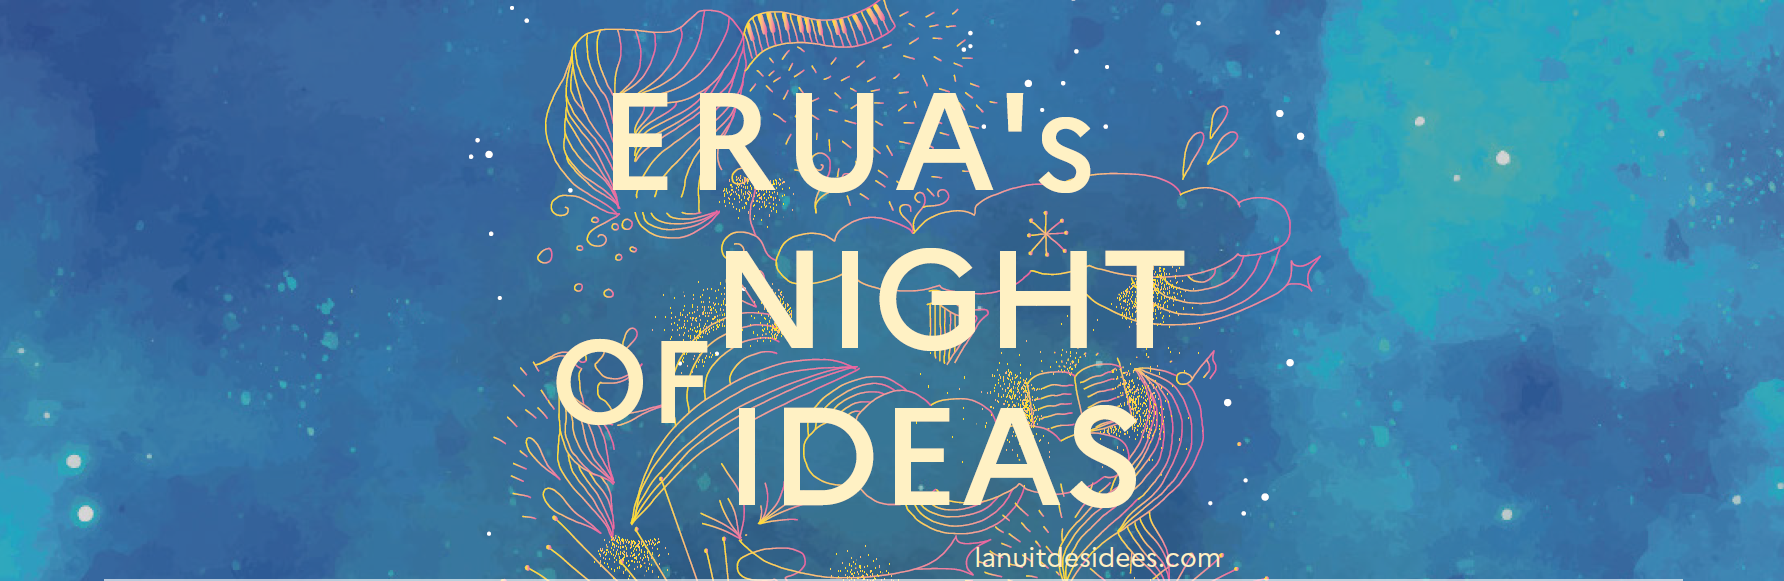 ERUA's
NIGHT
OF
IDEAS
lanuitdesidees.com